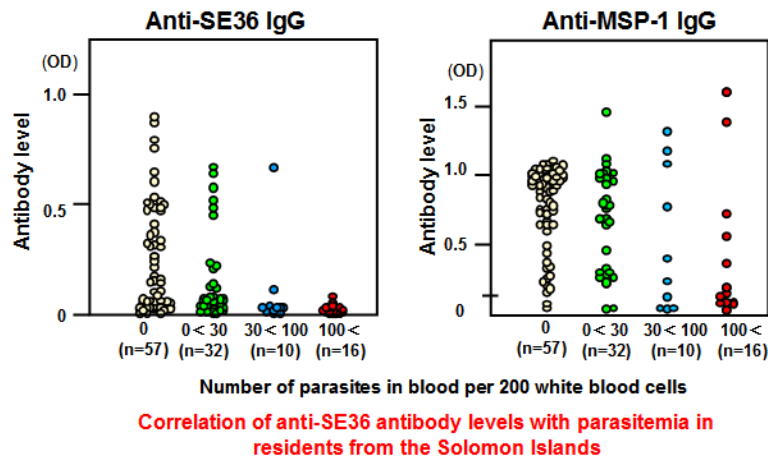 Anti-SE36 IgG
Anti-MSP-1 IgG
(OD)
1.0
0.5
0
Antibody level
0
0 < 30
30 < 100
100 <
(n=57)
(n=32)
(n=10)
(n=16)
(OD)
1.5
1.0
0.5
0
Antibody level
0
0 < 30
30 < 100
100 <
(n=57)
(n=32)
(n=10)
(n=16)
Number of parasites in blood per 200 white blood cells
Correlation of anti-SE36 antibody levels with parasitemia in
residents from the Solomon Islands